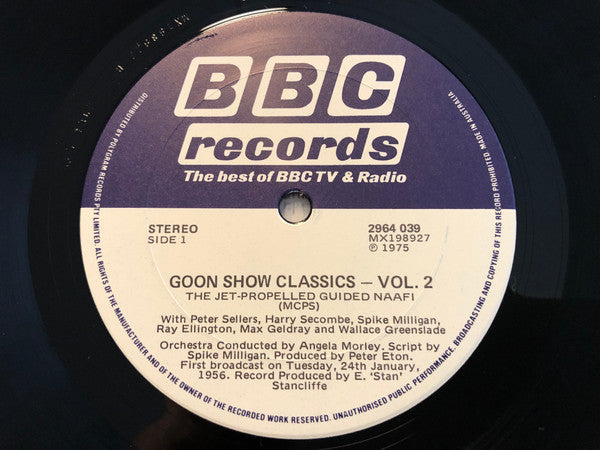 BBC
records
The best of BBC TV & Radio
STEREO
SIDE 1
2964 039
MX198927
℗ 1975
GOON SHOW CLASSICS — VOL. 2
THE JET-PROPELLED GUIDED NAAFI
(MCPS)
With Peter Sellers, Harry Secombe, Spike Milligan,
Ray Ellington, Max Geldray and Wallace Greenslade
Orchestra Conducted by Angela Morley. Script by
Spike Milligan. Produced by Peter Eton.
First broadcast on Tuesday, 24th January,
1956. Record Produced by E. 'Stan'
Stancliffe
DISTRIBUTED BY POLYGRAM RECORDS PTY LIMITED. ALL RIGHTS OF THE MANUFACTURER AND OF THE OWNER OF THE RECORDED WORK RESERVED. UNAUTHORISED PUBLIC PERFORMANCE. BROADCASTING AND COPYING OF THIS RECORD PROHIBITED MADE IN AUSTRALIA